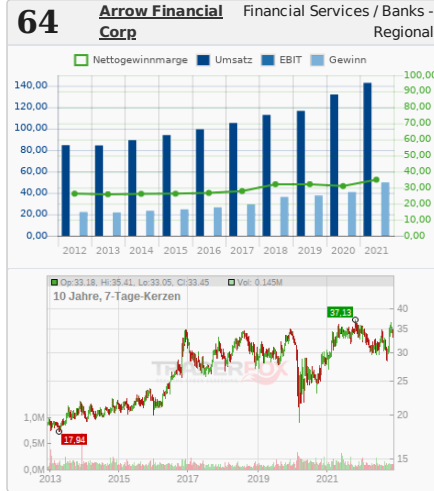 64
Arrow Financial Corp
Financial Services / Banks - Regional
Nettogewinnmarge Umsatz EBIT Gewinn
140,00 100,00
120,00 90,00
100,00 80,00
80,00 70,00
60,00 60,00
40,00 50,00
20,00 40,00
0,00 30,00
20,00
10,00
0,00
2012 2013 2014 2015 2016 2017 2018 2019 2020 2021
Op:33.18, Hi:35.41, Lo:33.05, Cl:33.45 Vol: 0.145M
10 Jahre, 7-Tage-Kerzen
37,13
40
35
30
TRADERFOX
25
20
1,0M
17,94
0,5M
15
0,0M
2013 2015 2017 2019 2021